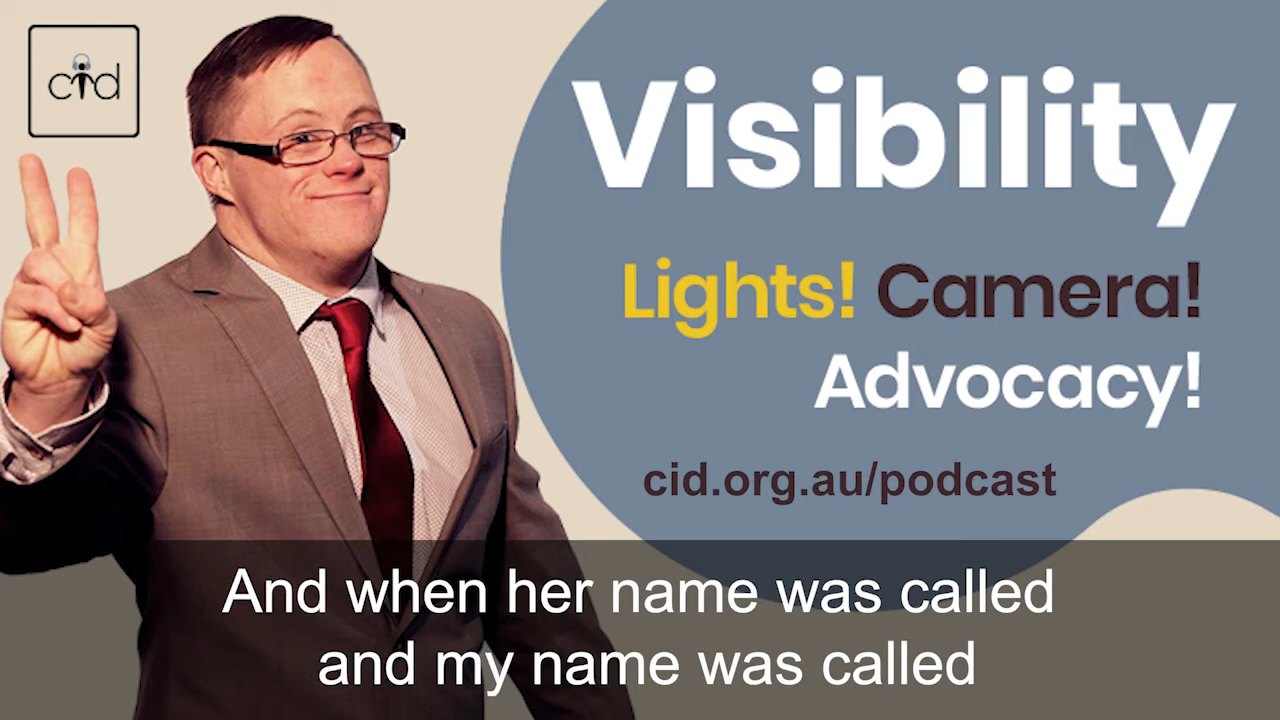 cid
Visibility
Lights! Camera!
Advocacy!
cid.org.au/podcast
And when her name was called
and my name was called